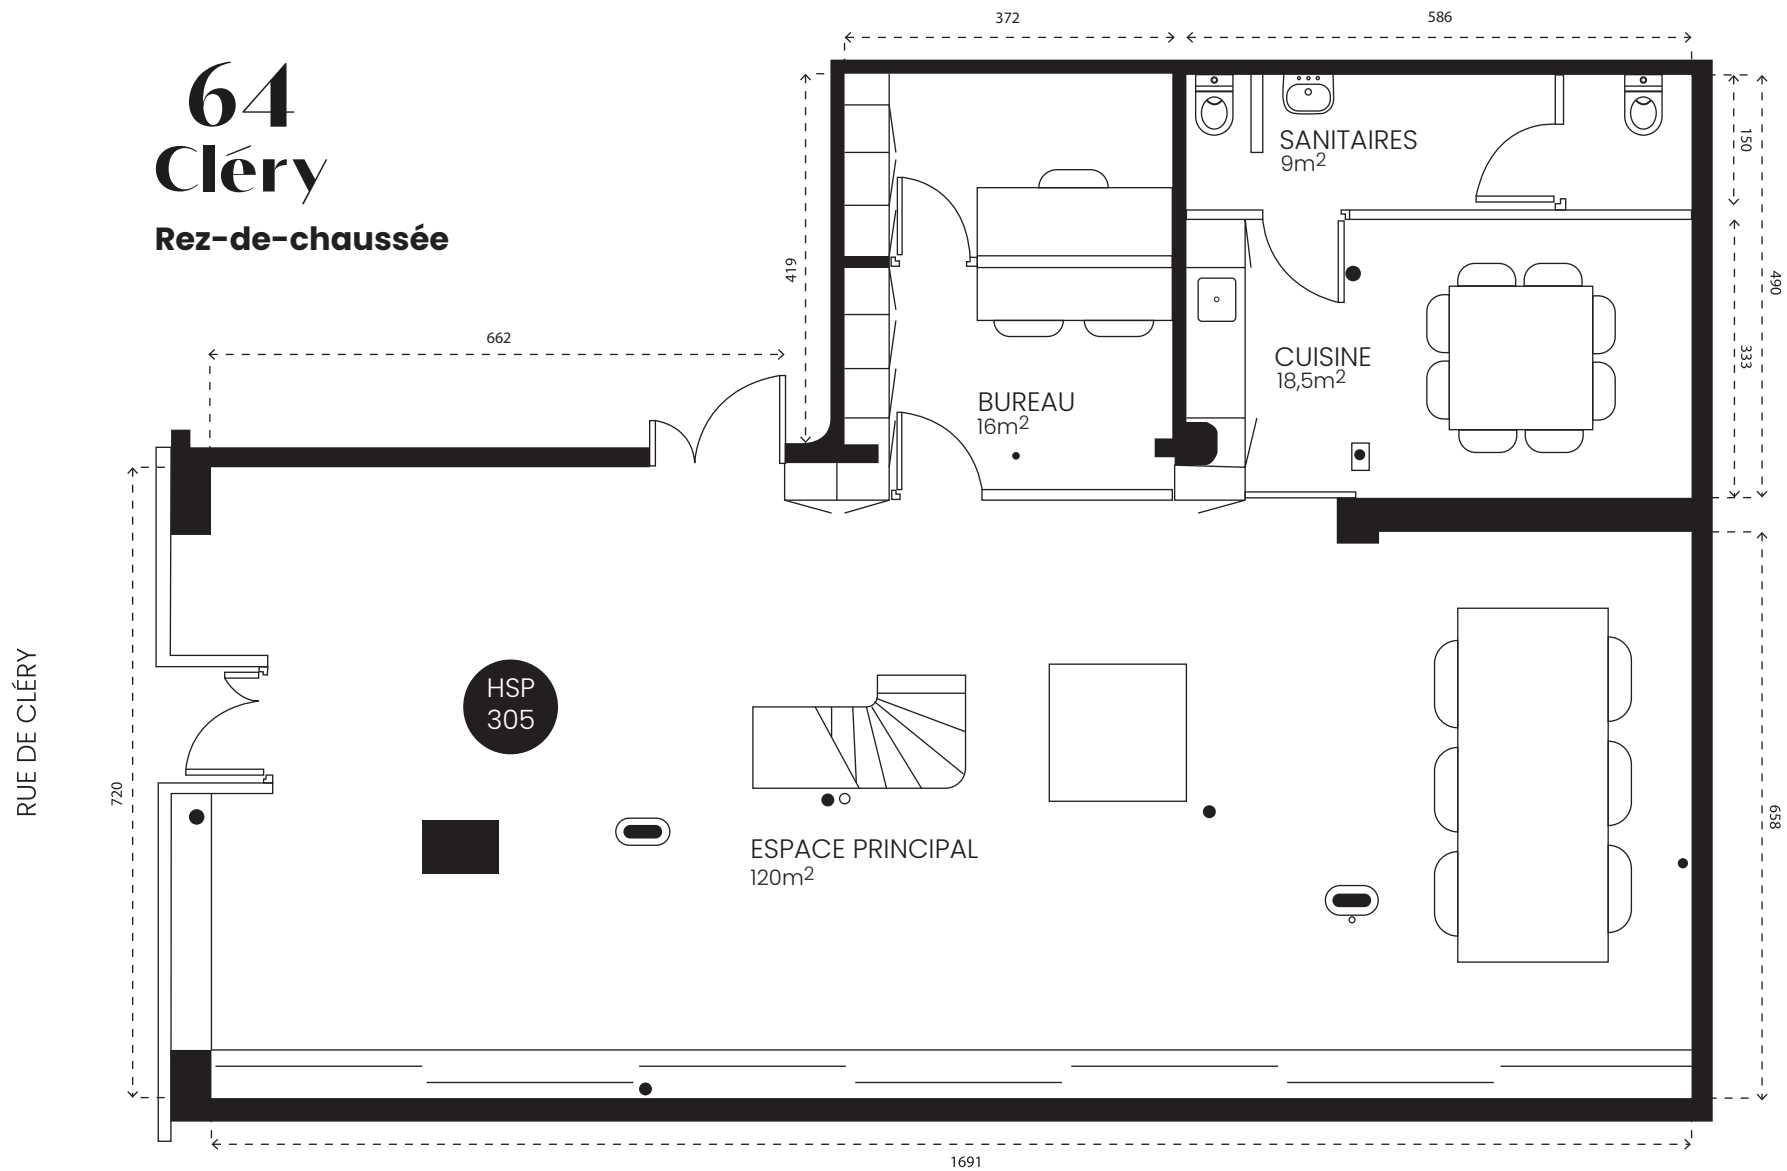 372
586
64
Cléry
Rez-de-chaussée
SANITAIRES
9m2
150
419
490
662
333
CUISINE
18,5m2
BUREAU
16m2
RUE DE CLÉRY
HSP
305
720
658
ESPACE PRINCIPAL
120m2
1691